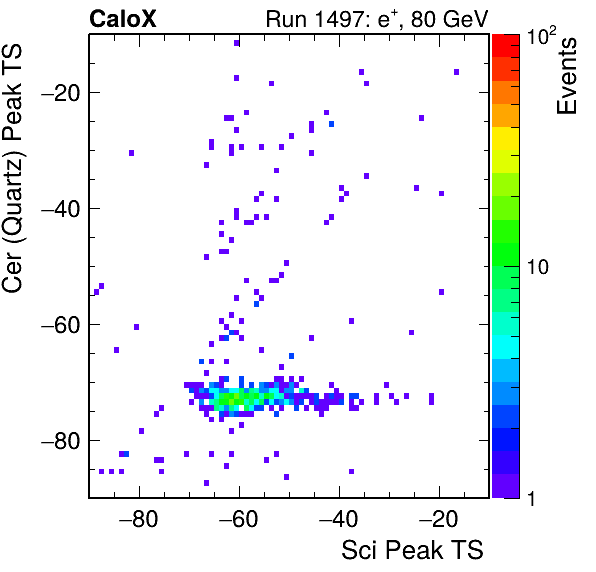 CaloX Run 1497: e⁺, 80 GeV
Cer (Quartz) Peak TS
−20
−40
−60
−80
−80 −60 −40 −20
Sci Peak TS
10²
10
1
Events